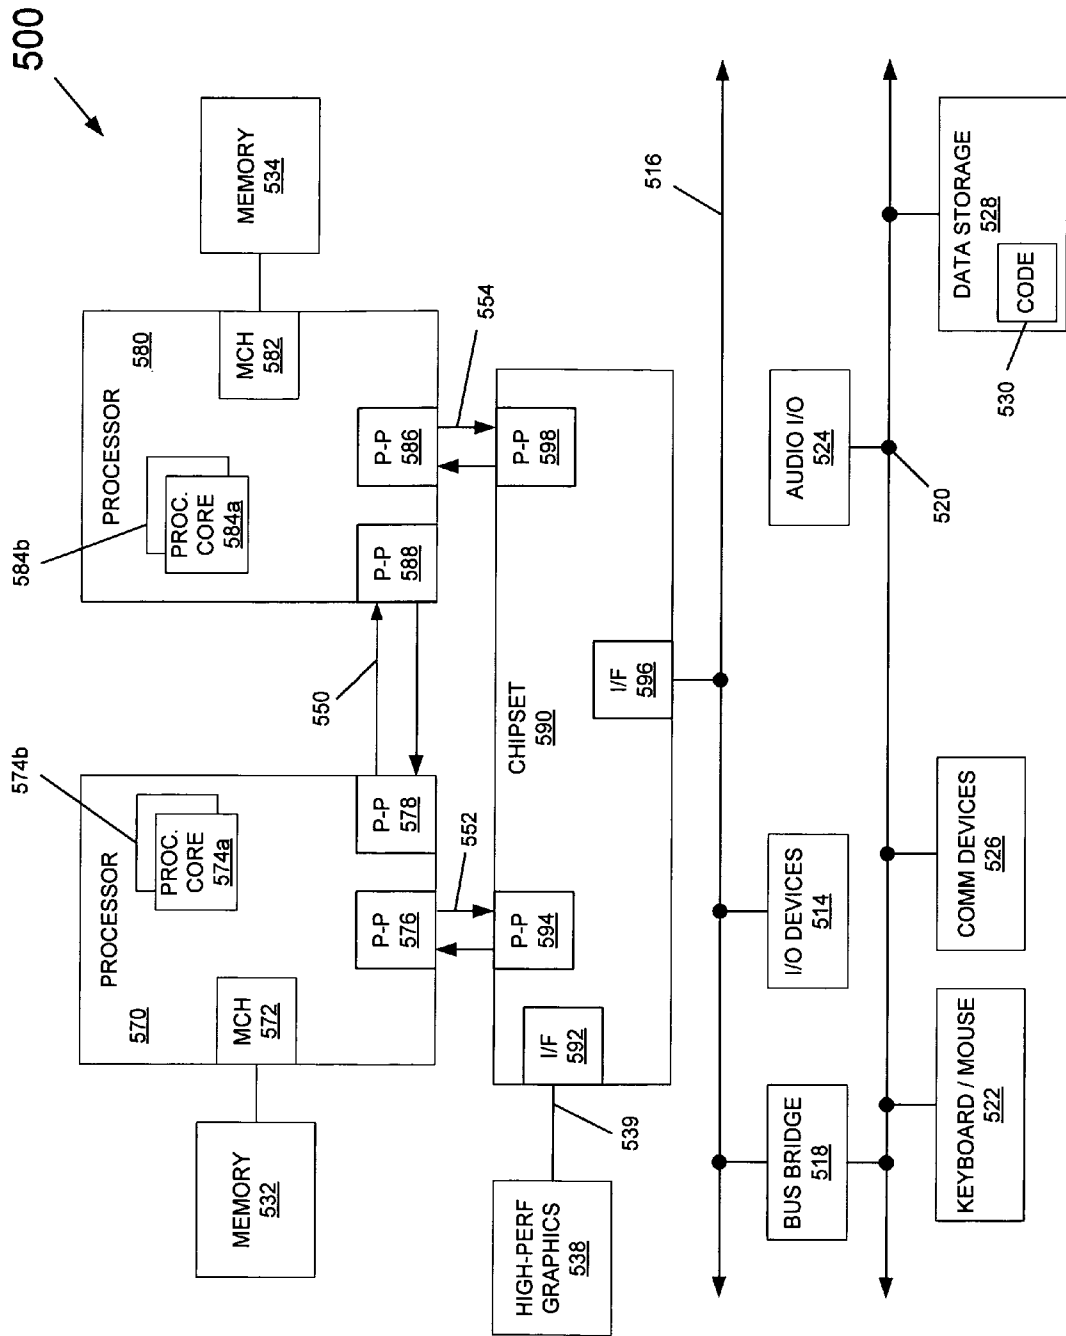 500
MEMORY
532
PROCESSOR
570
MCH
572
PROC.
CORE
574a
574b
P-P
576
P-P
578
550
PROCESSOR
580
584b
PROC.
CORE
584a
P-P
588
P-P
586
MCH
582
MEMORY
534
552
554
HIGH-PERF
GRAPHICS
538
539
I/F
592
P-P
594
CHIPSET
590
P-P
598
I/F
596
516
BUS BRIDGE
518
I/O DEVICES
514
AUDIO I/O
524
520
KEYBOARD / MOUSE
522
COMM DEVICES
526
DATA STORAGE
528
CODE
530